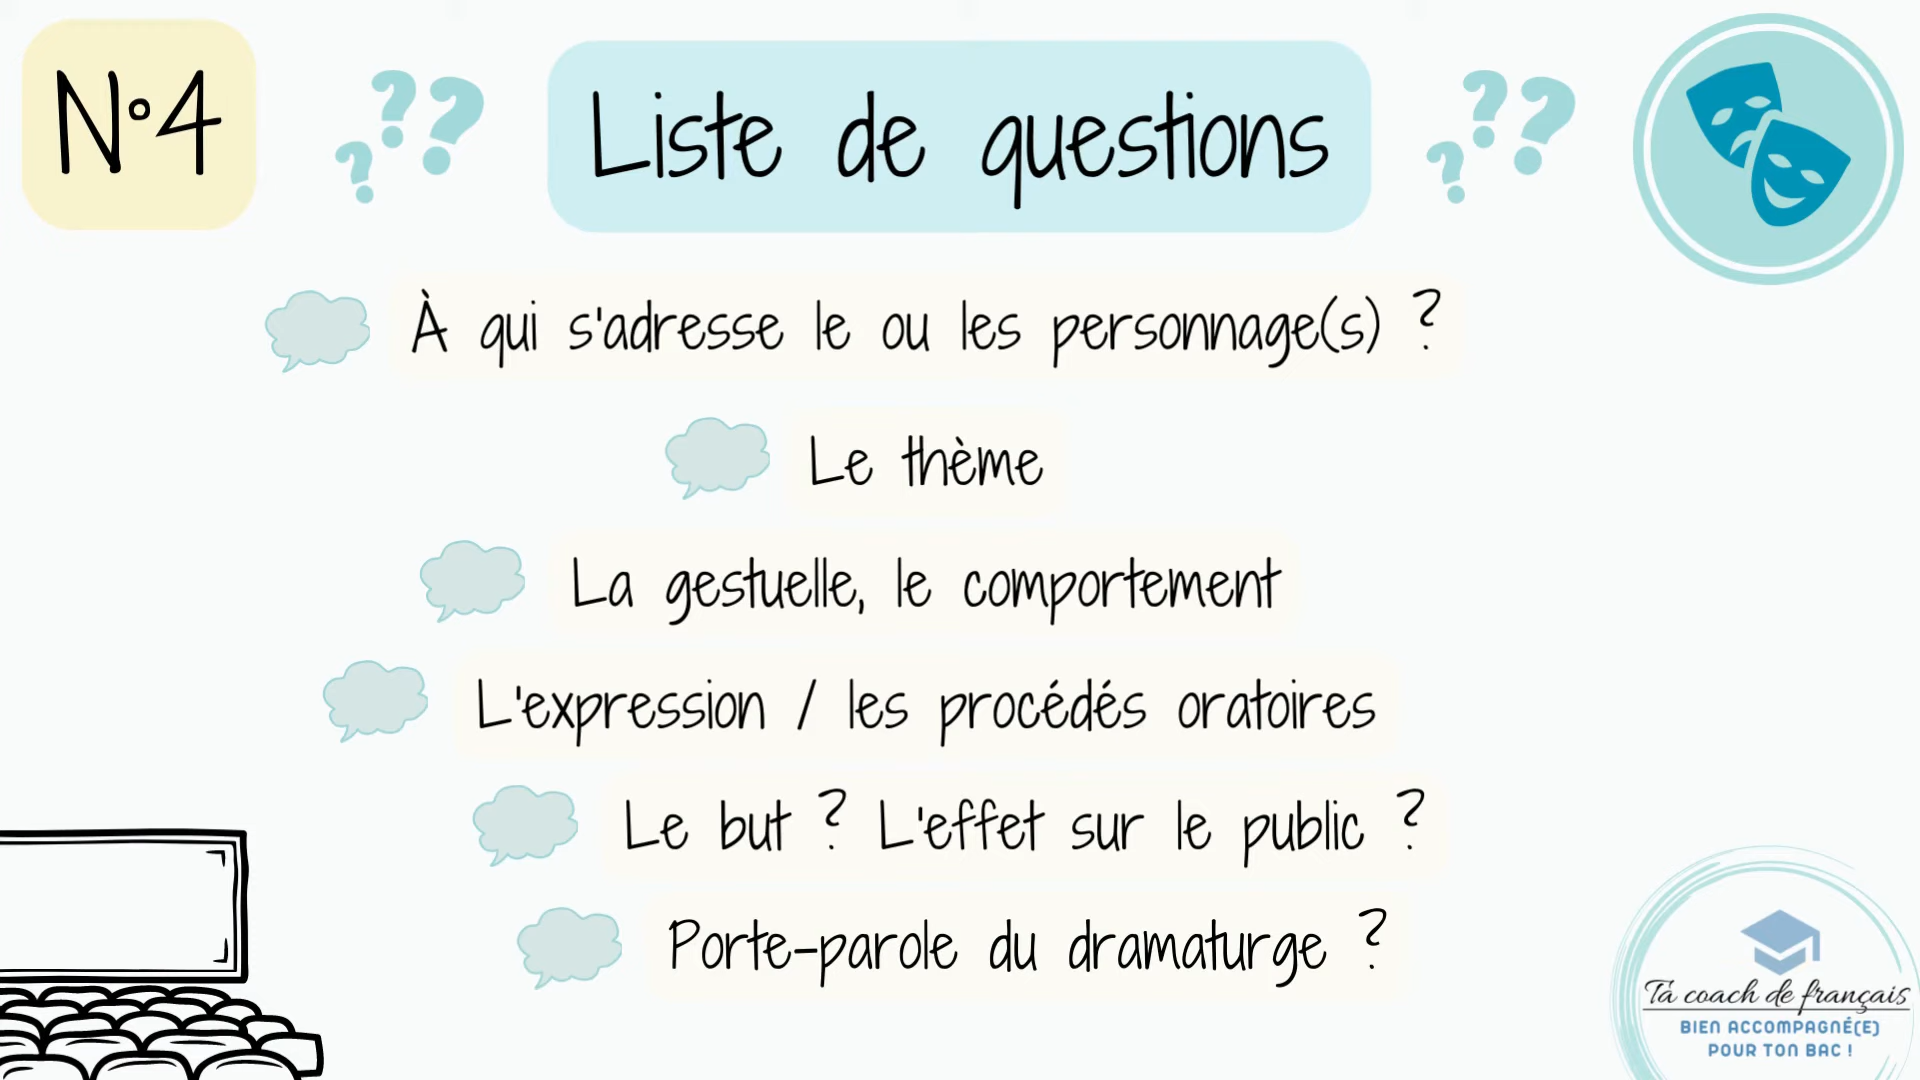 N°4
Liste de questions
À qui s'adresse le ou les personnage(s) ?
Le thème
La gestuelle, le comportement
L'expression / les procédés oratoires
Le but ? L'effet sur le public ?
Porte-parole du dramaturge ?
Ta coach de français
BIEN ACCOMPAGNÉ(E)
POUR TON BAC !